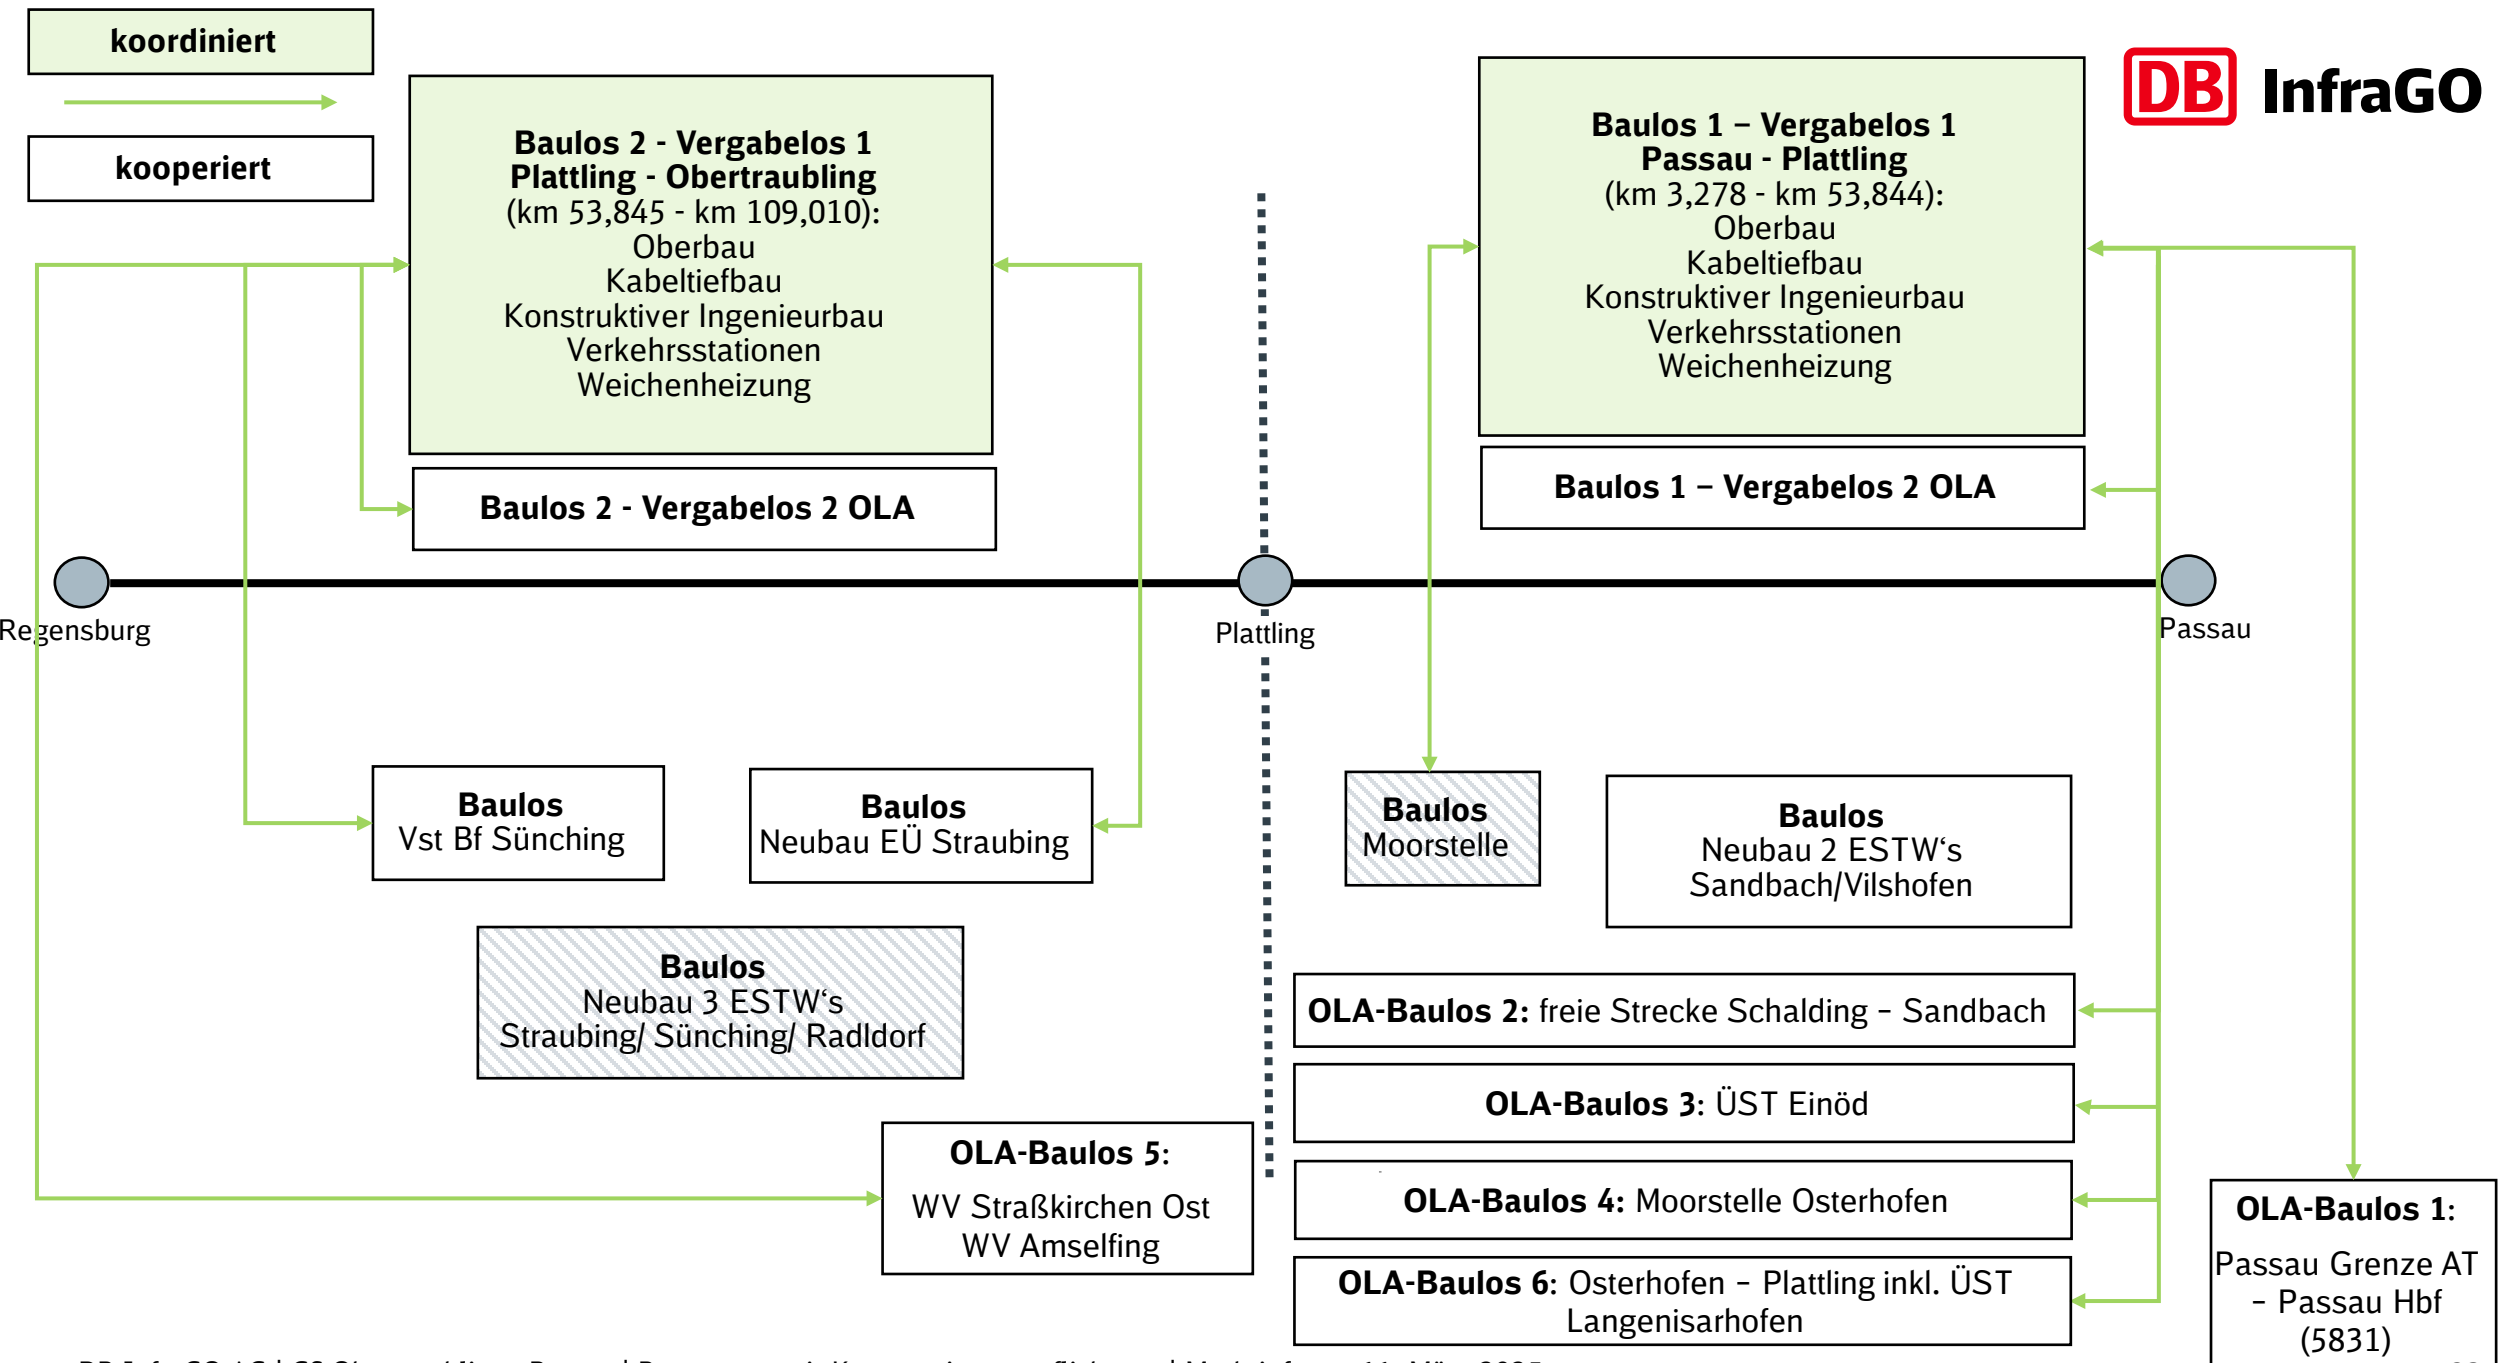 koordiniert
kooperiert
DB InfraGO
Baulos 2 - Vergabelos 1
Plattling - Obertraubling
(km 53,845 - km 109,010):
Oberbau
Kabeltiefbau
Konstruktiver Ingenieurbau
Verkehrsstationen
Weichenheizung
Baulos 2 - Vergabelos 2 OLA
Baulos 1 – Vergabelos 1
Passau - Plattling
(km 3,278 - km 53,844):
Oberbau
Kabeltiefbau
Konstruktiver Ingenieurbau
Verkehrsstationen
Weichenheizung
Baulos 1 – Vergabelos 2 OLA
Regensburg
Plattling
Passau
Baulos
Vst Bf Sünching
Baulos
Neubau EÜ Straubing
Baulos
Neubau 3 ESTW‘s
Straubing/ Sünching/ Radldorf
OLA-Baulos 5:
WV Straßkirchen Ost
WV Amselfing
Baulos
Moorstelle
Baulos
Neubau 2 ESTW‘s
Sandbach/Vilshofen
OLA-Baulos 2: freie Strecke Schalding – Sandbach
OLA-Baulos 3: ÜST Einöd
OLA-Baulos 4: Moorstelle Osterhofen
OLA-Baulos 6: Osterhofen – Plattling inkl. ÜST
Langenisarhofen
OLA-Baulos 1:
Passau Grenze AT
– Passau Hbf
(5831)